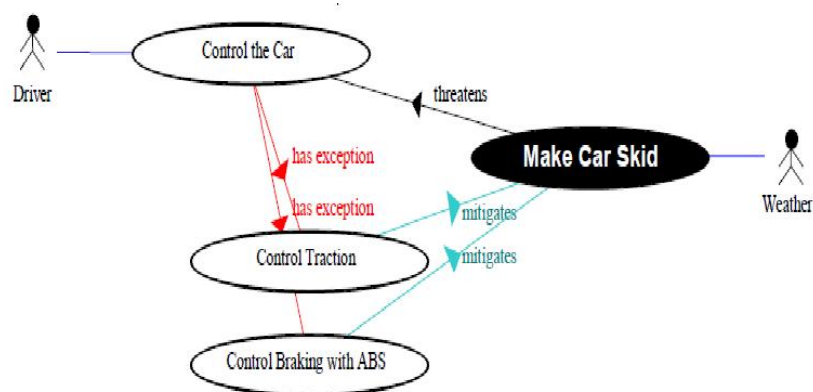 Control the Car
Driver
threatens
Make Car Skid
has exception
Weather
has exception
mitigates
Control Traction
mitigates
Control Braking with ABS